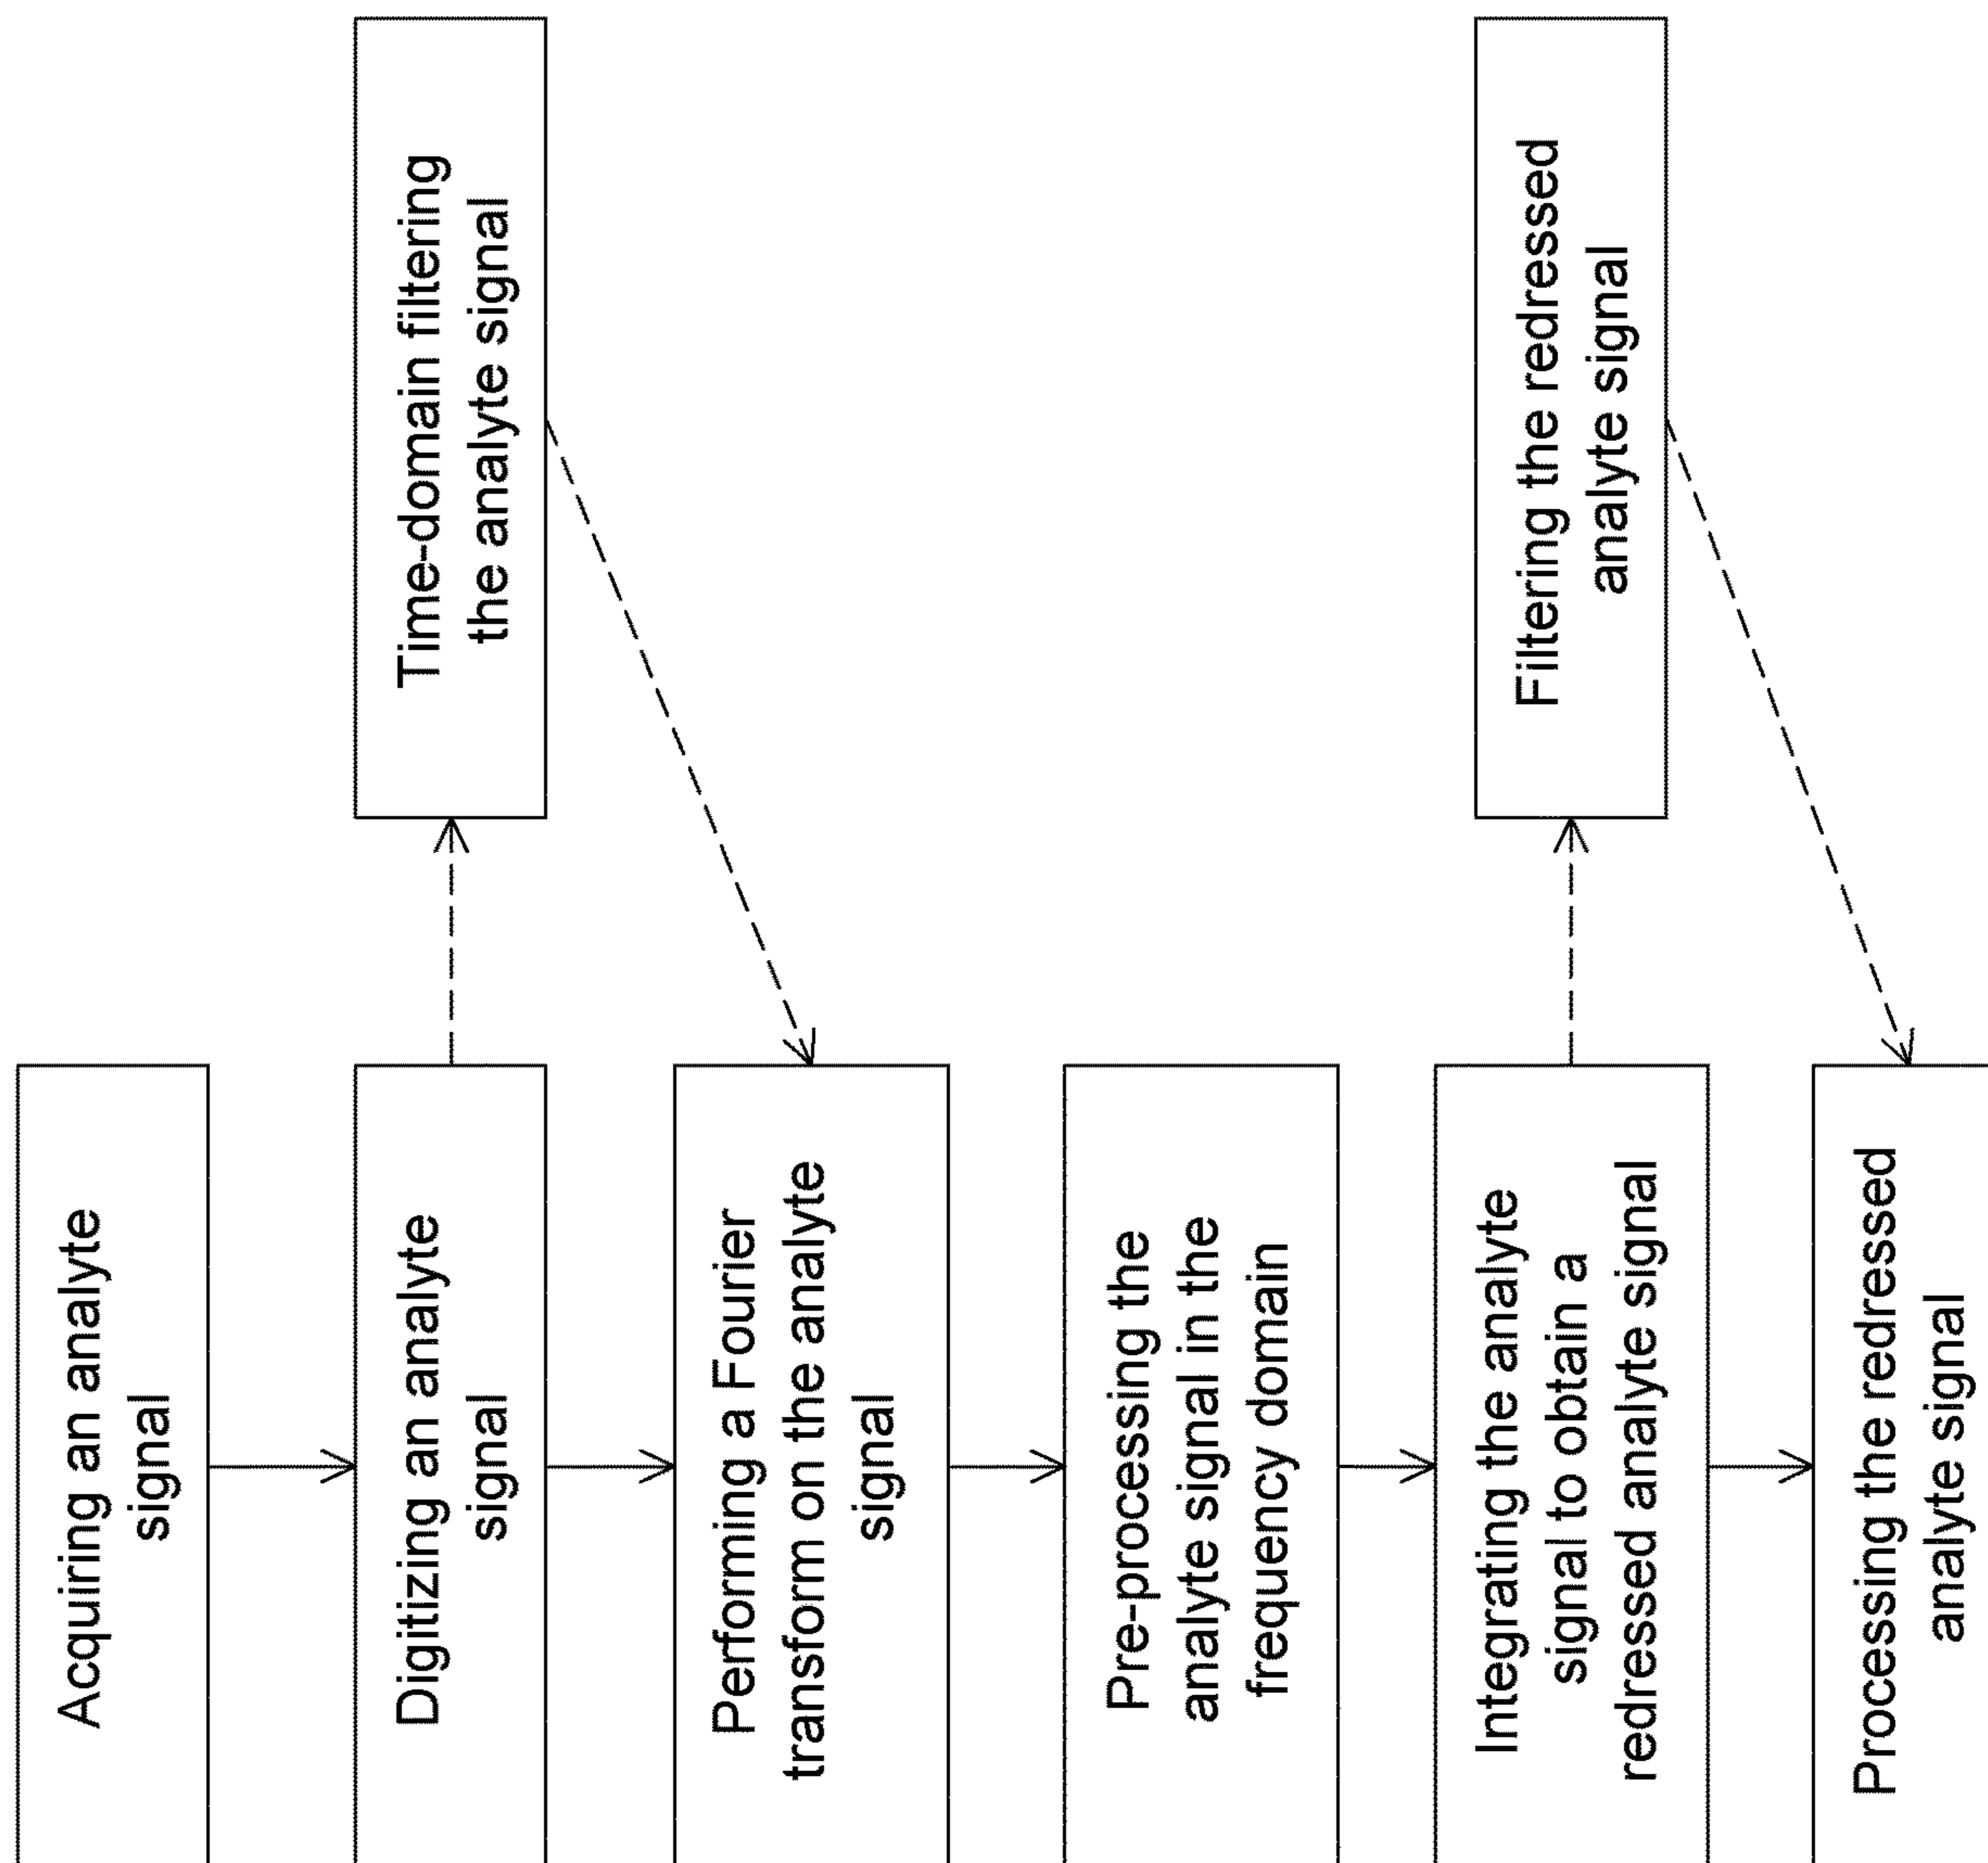 Acquiring an analyte
signal
Digitizing an analyte
signal
Time-domain filtering
the analyte signal
Performing a Fourier
transform on the analyte
signal
Pre-processing the
analyte signal in the
frequency domain
Integrating the analyte
signal to obtain a
redressed analyte signal
Filtering the redressed
analyte signal
Processing the redressed
analyte signal